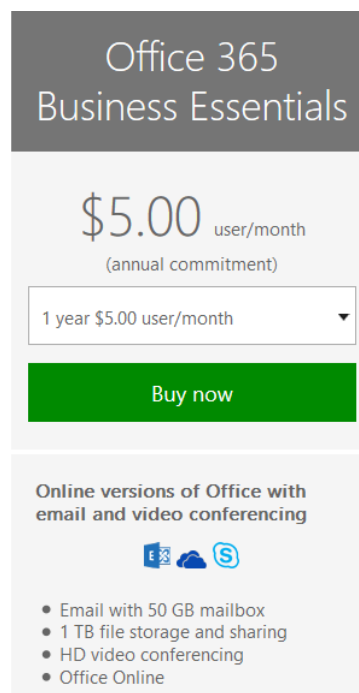 Office 365
Business Essentials
$5.00 user/month
(annual commitment)
1 year $5.00 user/month
Buy now
Online versions of Office with
email and video conferencing
E
S
Email with 50 GB mailbox
1 TB file storage and sharing
HD video conferencing
Office Online